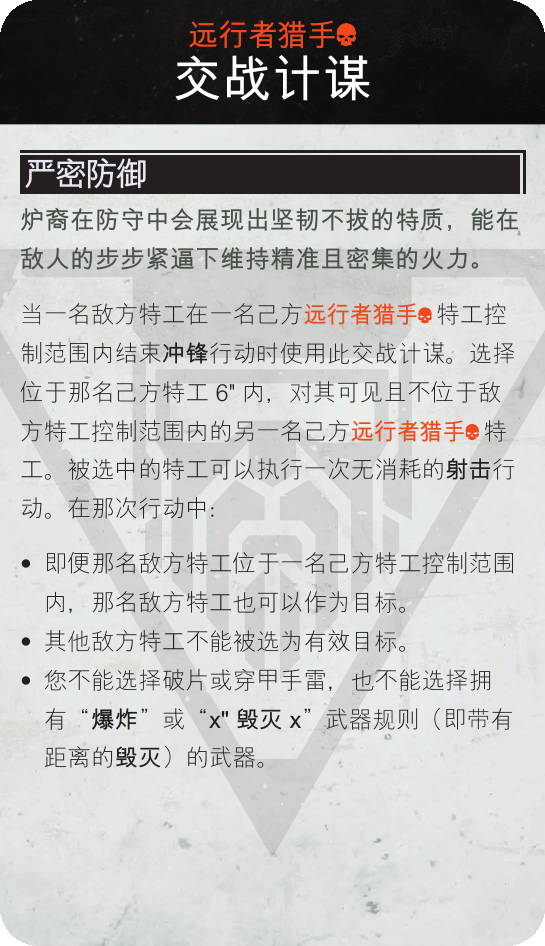 远行者猎手
交战计谋
严密防御
炉裔在防守中会展现出坚韧不拔的特质，能在
敌人的步步紧逼下维持精准且密集的火力。
当一名敌方特工在一名己方远行者猎手特工控
制范围内结束冲锋行动时使用此交战计谋。选择
位于那名己方特工 6" 内，对其可见且不位于敌
方特工控制范围内的另一名己方远行者猎手特
工。被选中的特工可以执行一次无消耗的射击行
动。在那次行动中:
• 即便那名敌方特工位于一名己方特工控制范围
内，那名敌方特工也可以作为目标。
• 其他敌方特工不能被选为有效目标。
• 您不能选择破片或穿甲手雷，也不能选择拥
有“爆炸”或“x" 毁灭 x”武器规则（即带有
距离的毁灭）的武器。